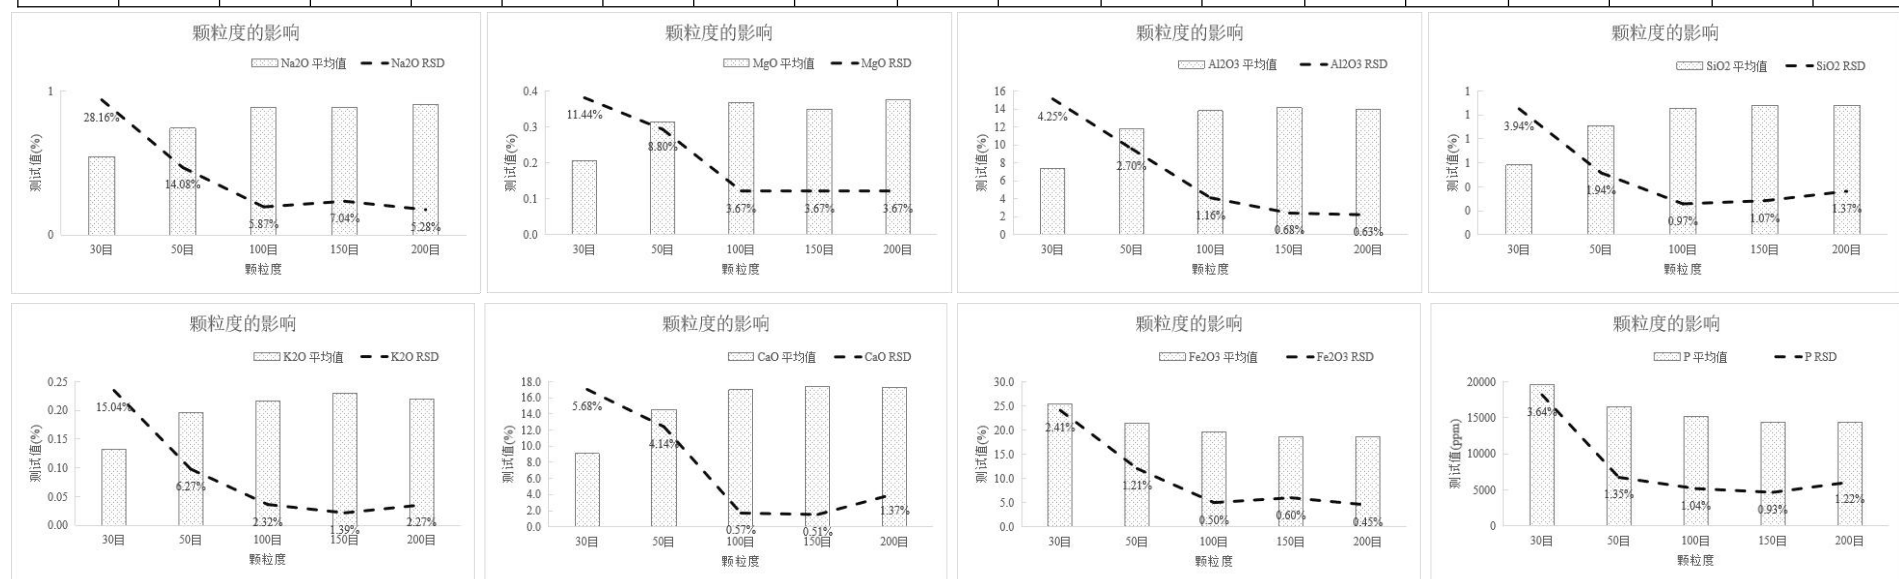 颗粒度的影响
Na2O 平均值 Na2O RSD
1
0
测试值(%)
28.16%
14.08%
5.87%
7.04%
5.28%
30目 50目 100目 150目 200目
颗粒度
颗粒度的影响
MgO 平均值 MgO RSD
0.4
0.3
0.2
0.1
0.0
测试值(%)
11.44%
8.80%
3.67%
3.67%
3.67%
30目 50目 100目 150目 200目
颗粒度
颗粒度的影响
Al2O3 平均值 Al2O3 RSD
16
14
12
10
8
6
4
2
0
测试值(%)
4.25%
2.70%
1.16%
0.68%
0.63%
30目 50目 100目 150目 200目
颗粒度
颗粒度的影响
SiO2 平均值 SiO2 RSD
1
1
1
1
0
0
0
测试值(%)
3.94%
1.94%
0.97%
1.07%
1.37%
30目 50目 100目 150目 200目
颗粒度
颗粒度的影响
K2O 平均值 K2O RSD
0.25
0.20
0.15
0.10
0.05
0.00
测试值(%)
15.04%
6.27%
2.32%
1.39%
2.27%
30目 50目 100目 150目 200目
颗粒度
颗粒度的影响
CaO 平均值 CaO RSD
18.0
16.0
14.0
12.0
10.0
8.0
6.0
4.0
2.0
0.0
测试值(%)
5.68%
4.14%
0.57%
0.51%
1.37%
30目 50目 100目 150目 200目
颗粒度
颗粒度的影响
Fe2O3 平均值 Fe2O3 RSD
30.0
25.0
20.0
15.0
10.0
5.0
0.0
测试值(%)
2.41%
1.21%
0.50%
0.60%
0.45%
30目 50目 100目 150目 200目
颗粒度
颗粒度的影响
P 平均值 P RSD
20000
15000
10000
5000
0
测试值(ppm)
3.64%
1.35%
1.04%
0.93%
1.22%
30目 50目 100目 150目 200目
颗粒度